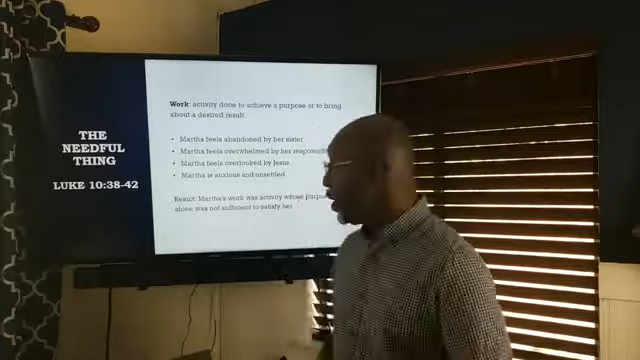 THE
NEEDFUL
THING
LUKE 10:38-42
Work: activity done to achieve a purpose or to bring
about a desired result.
• Martha feels abandoned by her sister
• Martha feels overwhelmed by her
• Martha feels overlooked by Jesus
• Martha is anxious and unsettled
Result: Martha's work was activity whose
alone was not sufficient to satisfy her